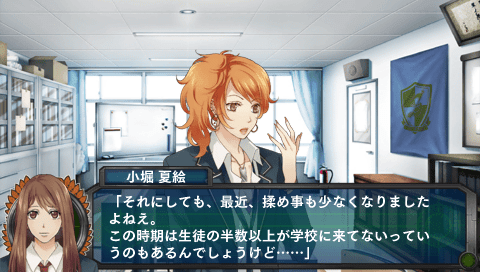 小堀 夏絵
「それにしても、最近、揉め事も少なくなりました
よねえ。
この時期は生徒の半数以上が学校に来てないってい
うのもあるんでしょうけど……」